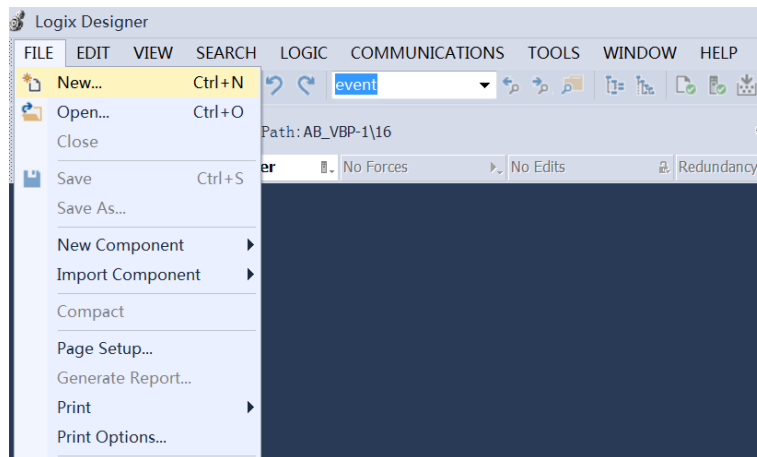 Logix Designer
FILE EDIT VIEW SEARCH LOGIC COMMUNICATIONS TOOLS WINDOW HELP
New... Ctrl+N
event
Open... Ctrl+O
Path: AB_VBP-1\16
Close
er No Forces No Edits Redundancy
Save Ctrl+S
Save As...
New Component
Import Component
Compact
Page Setup...
Generate Report...
Print
Print Options...